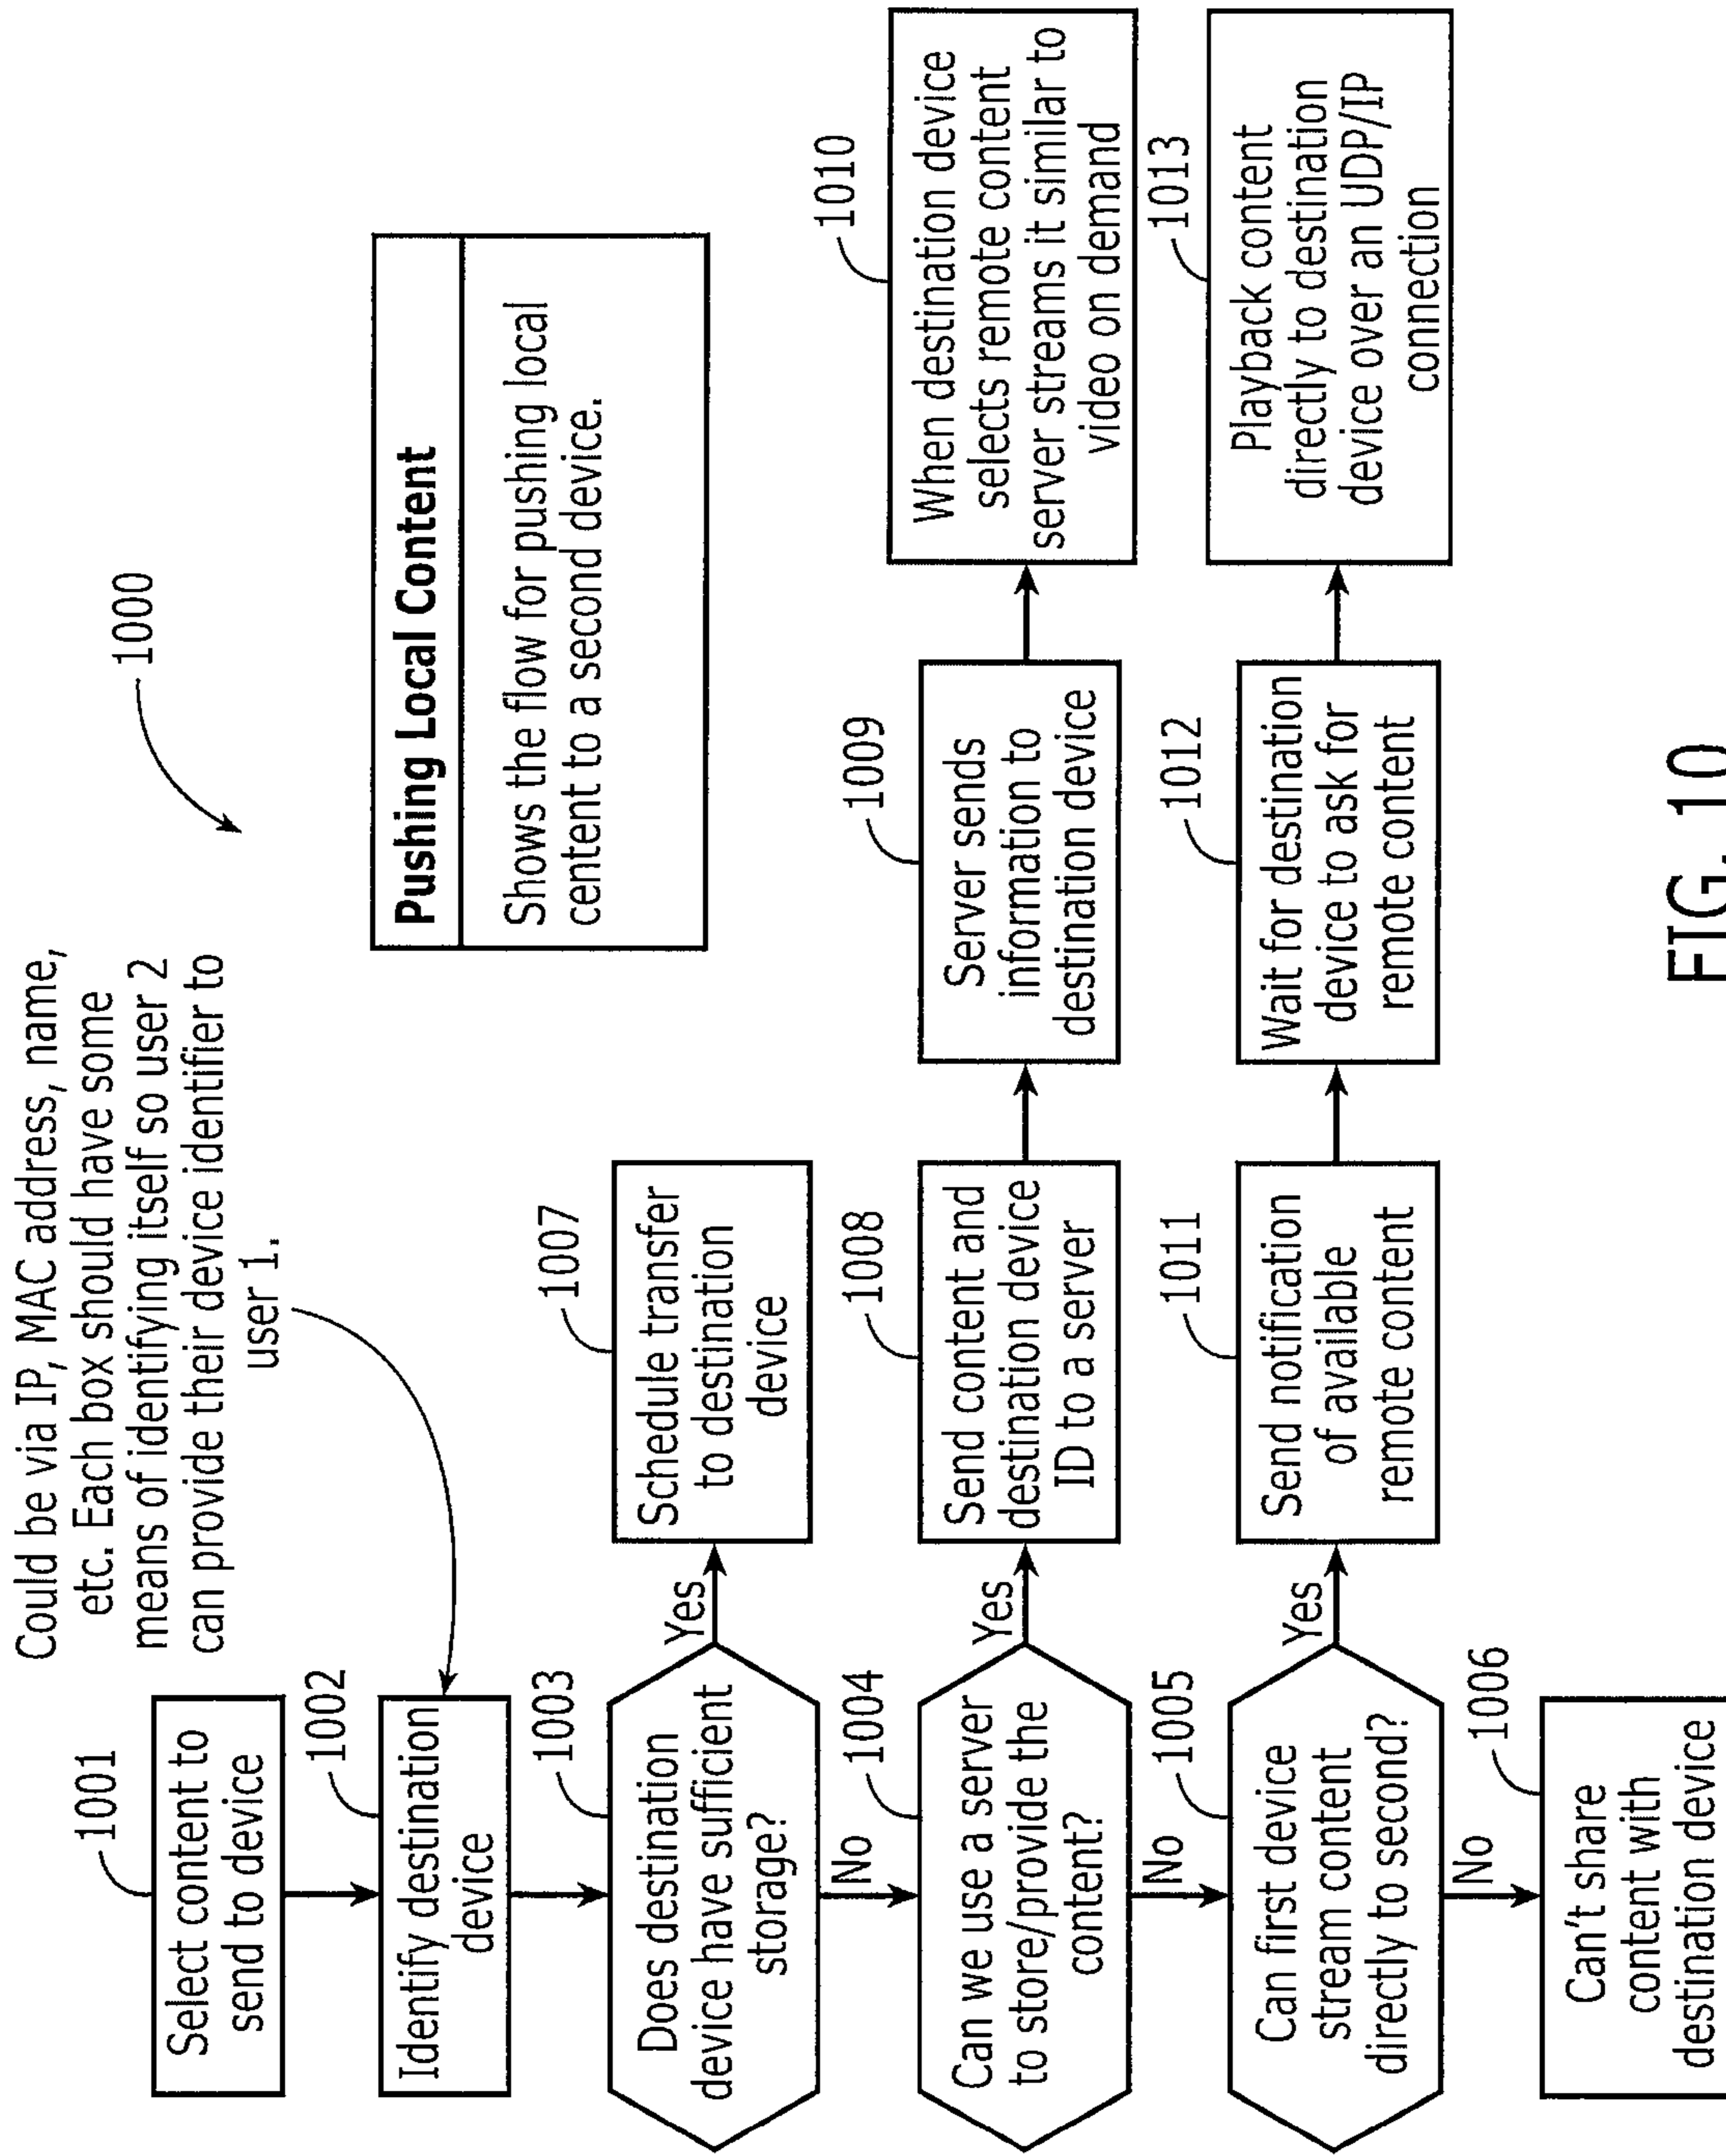 Could be via IP, MAC address, name,
etc. Each box should have some
means of identifying itself so user 2
can provide their device identifier to
user 1.
1000
Pushing Local Content
Shows the flow for pushing local
centent to a second device.
1001
Select content to
send to device
1002
Identify destination
device
1003
Does destination
device have sufficient
storage?
Yes
No
1007
Schedule transfer
to destination
device
1004
Can we use a server
to store/provide the
content?
Yes
No
1008
Send content and
destination device
ID to a server
1009
Server sends
information to
destination device
1010
When destination device
selects remote content
server streams it similar to
video on demand
1005
Can first device
stream content
directly to second?
Yes
No
1011
Send notification
of available
remote content
1012
Wait for destination
device to ask for
remote content
1013
Playback content
directly to destination
device over an UDP/IP
connection
1006
Can't share
content with
destination device
FIG. 10